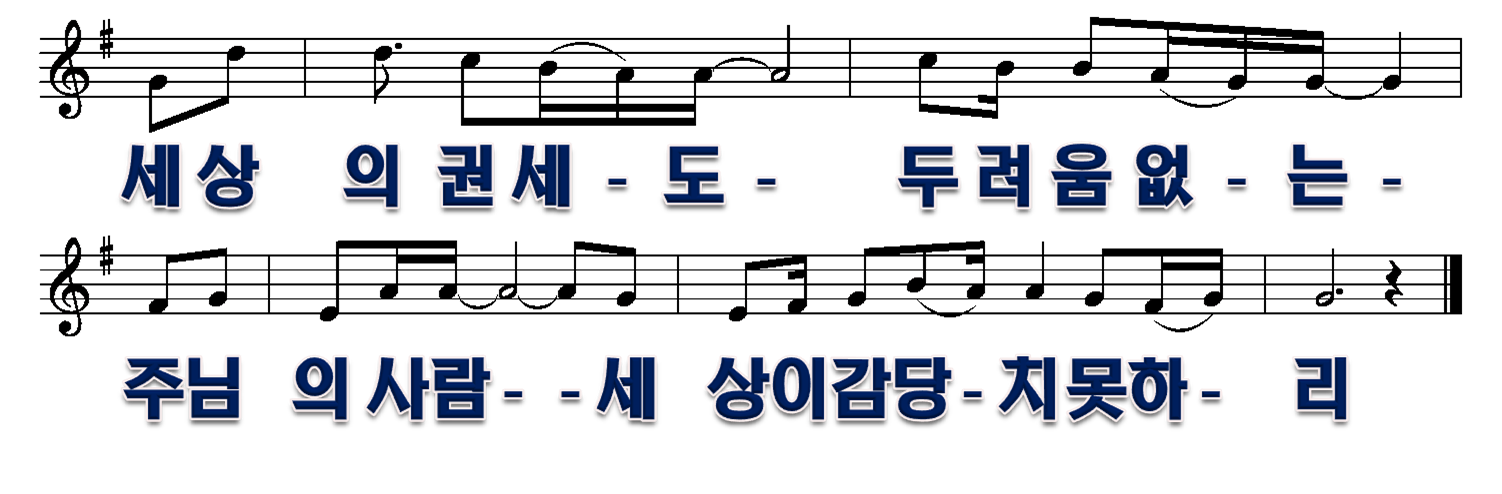 세상 의 권세 - 도 - 두려움없 - 는 -
주님 의사람 - - 세 상이감당 - 치못하 - 리